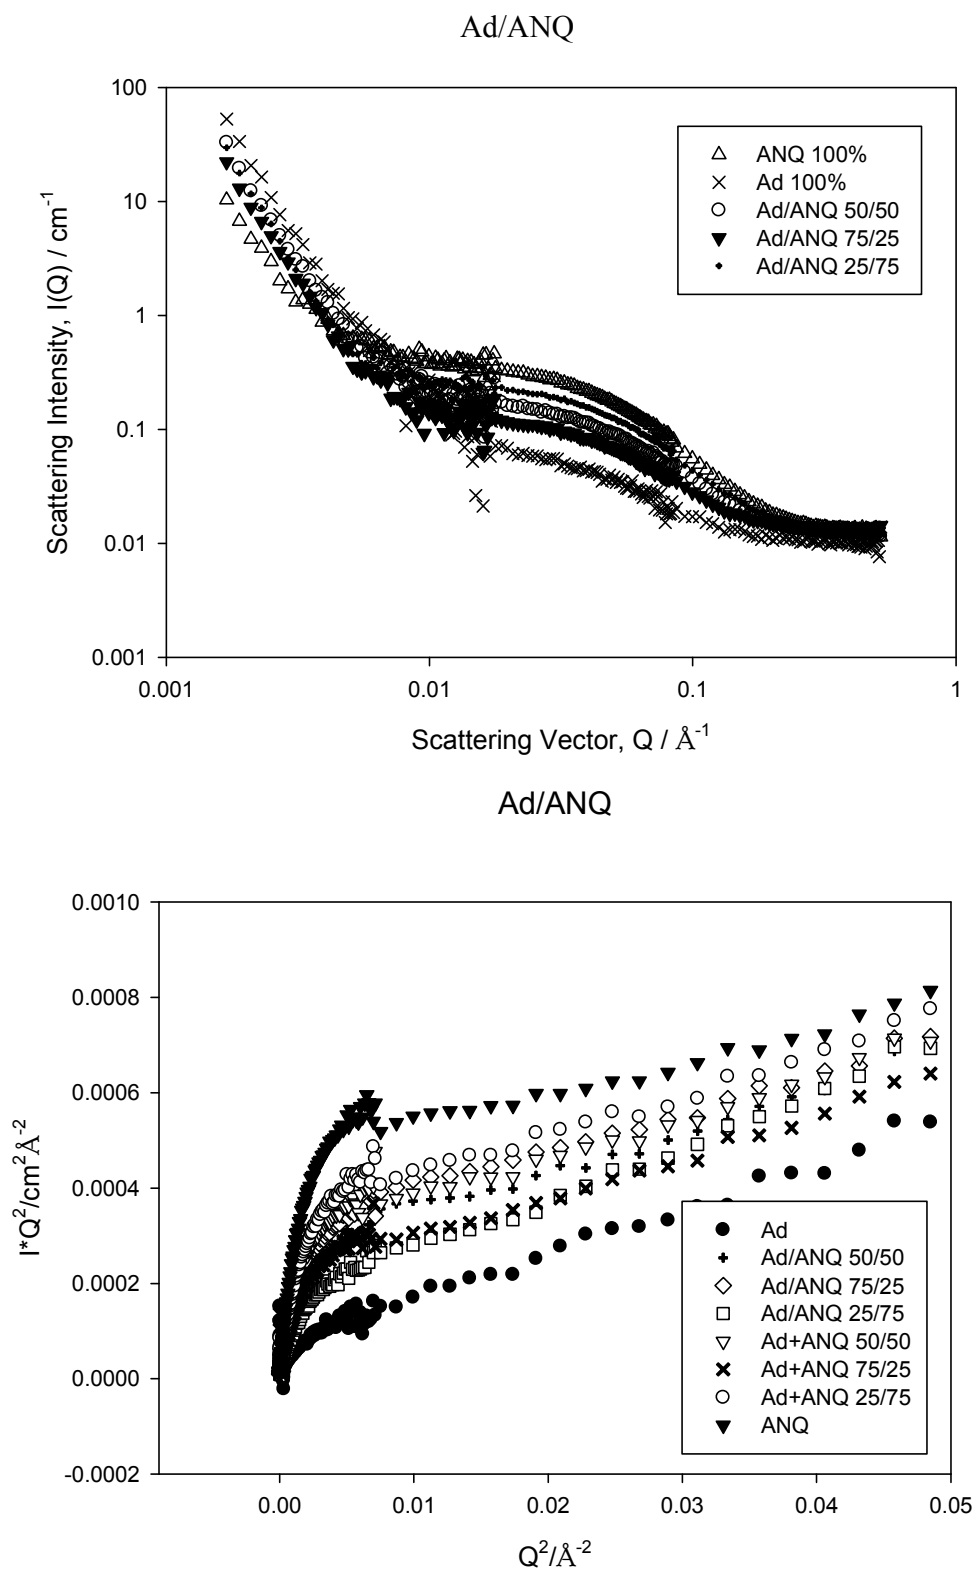 Ad/ANQ
100
10
1
0.1
0.01
0.001
Scattering Intensity, I(Q) / cm⁻¹
ANQ 100%
Ad 100%
Ad/ANQ 50/50
Ad/ANQ 75/25
Ad/ANQ 25/75
0.001 0.01 0.1 1
Scattering Vector, Q / Å⁻¹
Ad/ANQ
0.0010
0.0008
0.0006
0.0004
0.0002
0.0000
-0.0002
I*Q²/cm²Å⁻²
Ad
Ad/ANQ 50/50
Ad/ANQ 75/25
Ad/ANQ 25/75
Ad+ANQ 50/50
Ad+ANQ 75/25
Ad+ANQ 25/75
ANQ
0.00 0.01 0.02 0.03 0.04 0.05
Q²/Å⁻²